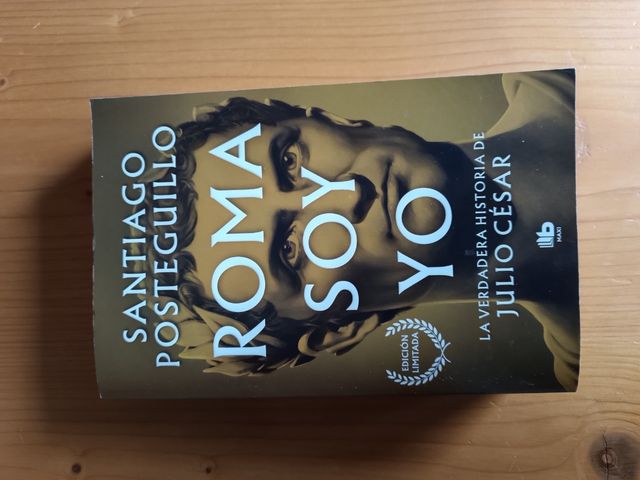 SANTIAGO
POSTEGUILLO
ROMA
SOY
YO
EDICIÓN
LIMITADA
LA VERDADERA HISTORIA DE
JULIO CÉSAR
b
MAXI